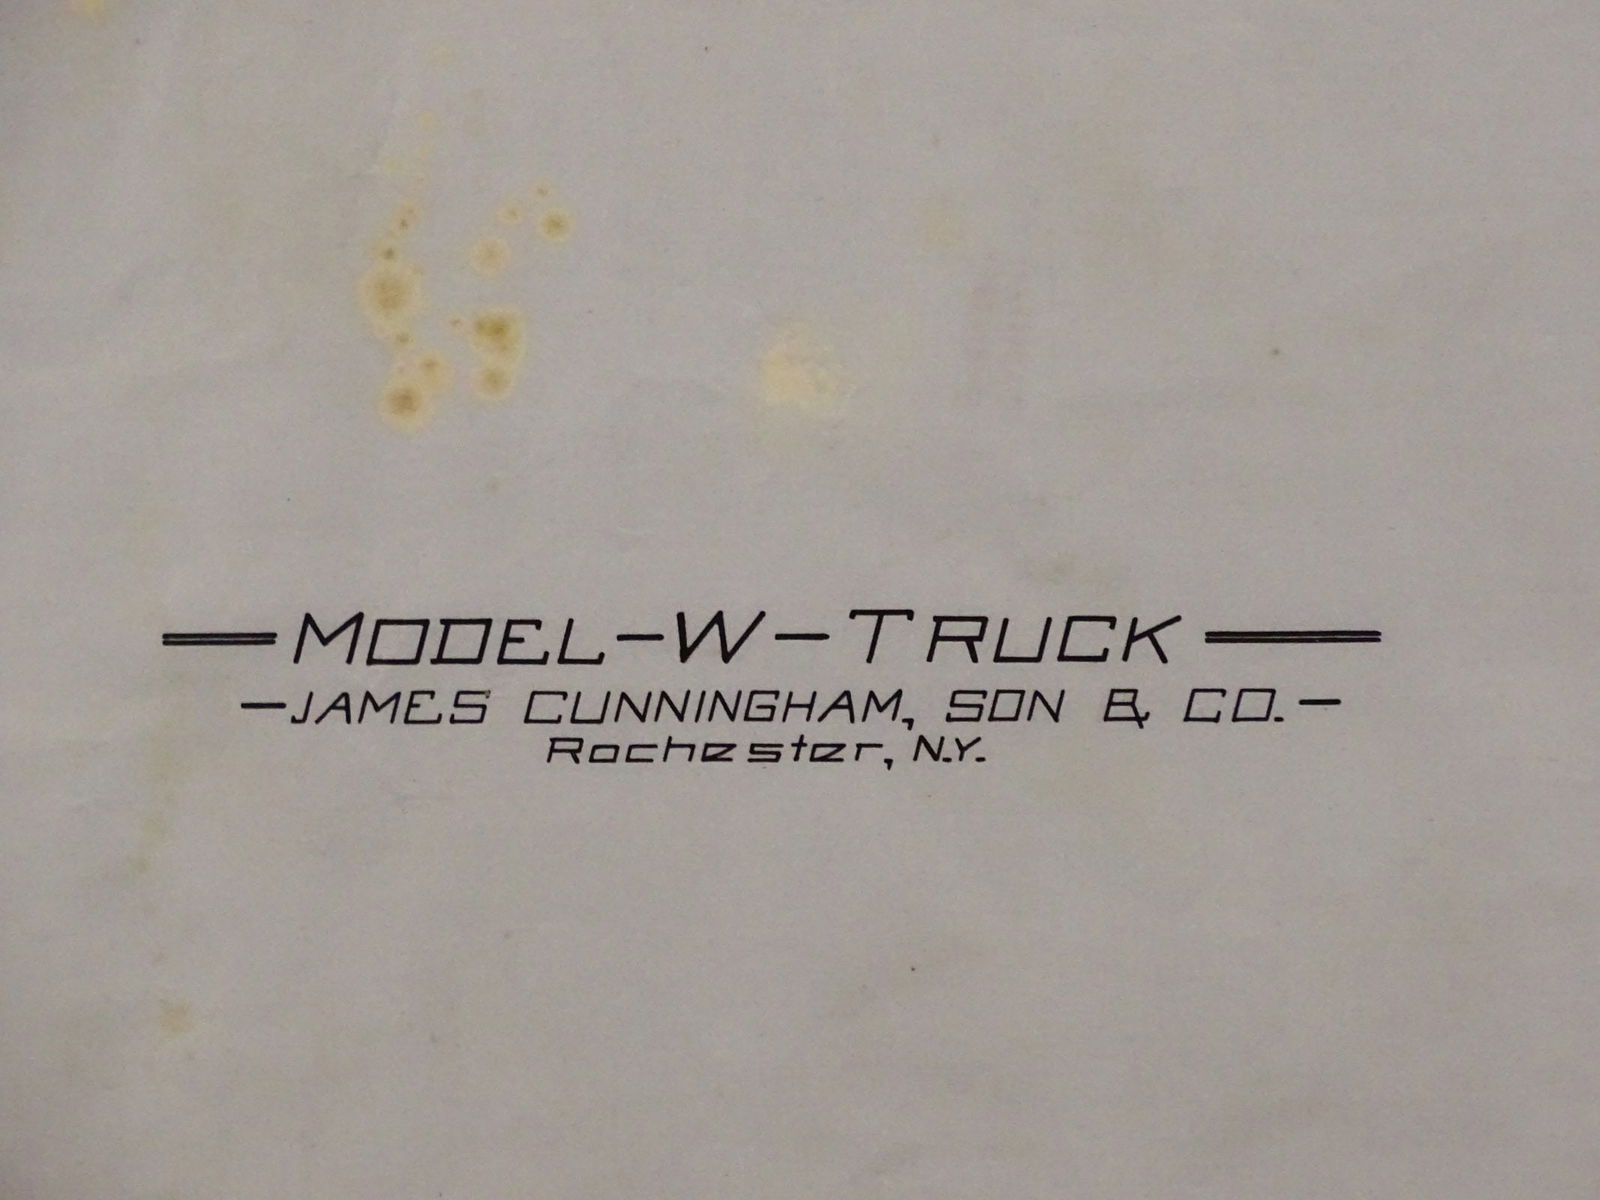 MODEL-W-TRUCK
-JAMES CUNNINGHAM, SON & CO.-
Rochester, N.Y.